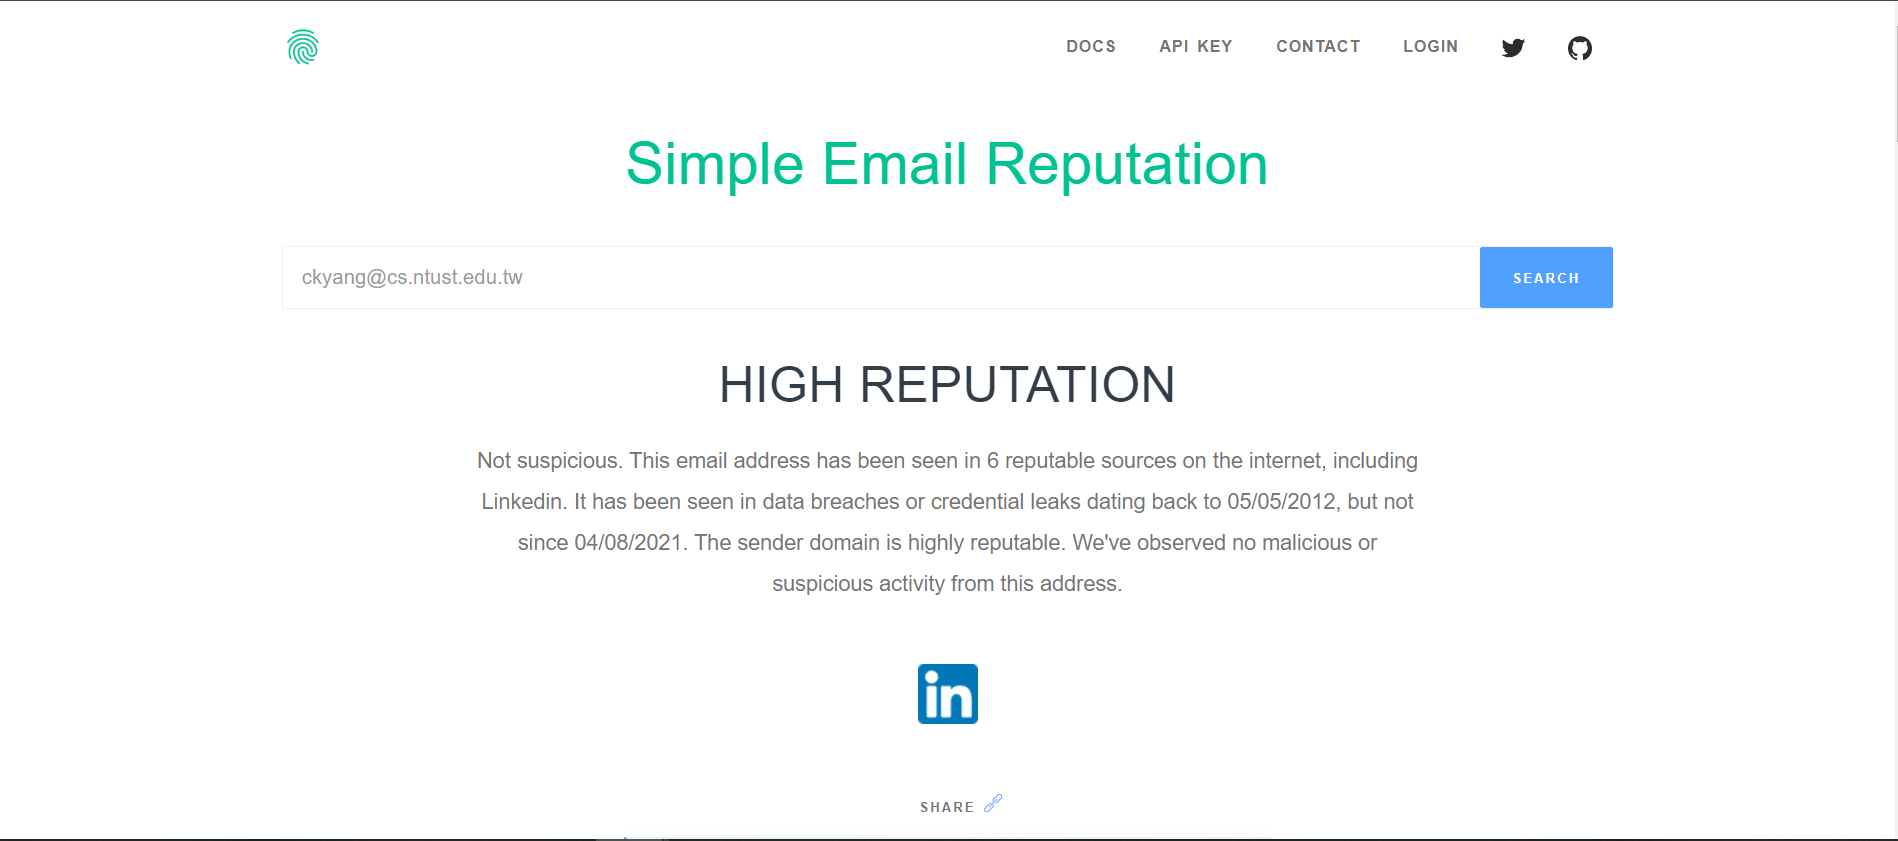 DOCS API KEY CONTACT LOGIN
Simple Email Reputation
ckyang@cs.ntust.edu.tw SEARCH
HIGH REPUTATION
Not suspicious. This email address has been seen in 6 reputable sources on the internet, including
Linkedin. It has been seen in data breaches or credential leaks dating back to 05/05/2012, but not
since 04/08/2021. The sender domain is highly reputable. We've observed no malicious or
suspicious activity from this address.
in
SHARE